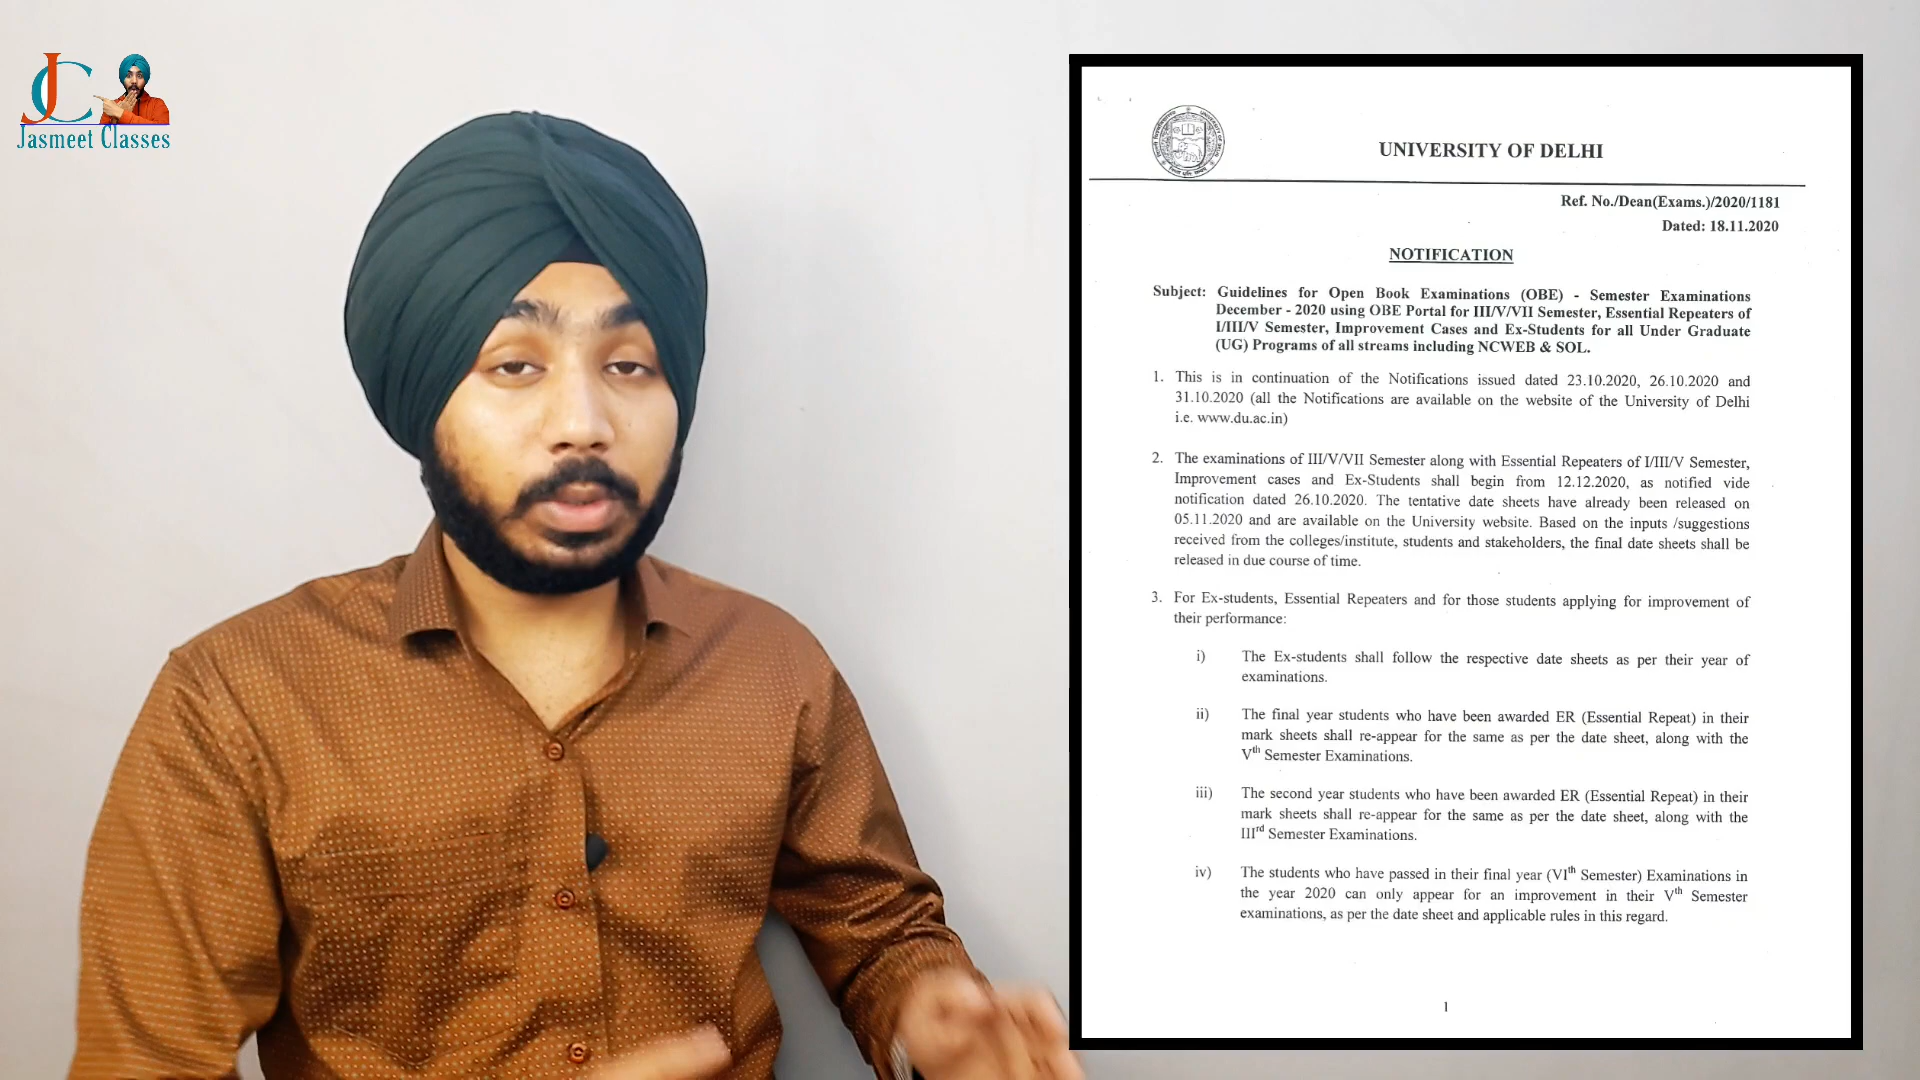 JC
Jasmeet Classes
UNIVERSITY OF DELHI
Ref. No./Dean(Exams.)/2020/1181
Dated: 18.11.2020
NOTIFICATION
Subject: Guidelines for Open Book Examinations (OBE) - Semester Examinations
December - 2020 using OBE Portal for III/V/VII Semester, Essential Repeaters of
I/III/V Semester, Improvement Cases and Ex-Students for all Under Graduate
(UG) Programs of all streams including NCWEB & SOL.
1. This is in continuation of the Notifications issued dated 23.10.2020, 26.10.2020 and
31.10.2020 (all the Notifications are available on the website of the University of Delhi
i.e. www.du.ac.in)
2. The examinations of III/V/VII Semester along with Essential Repeaters of I/III/V Semester,
Improvement cases and Ex-Students shall begin from 12.12.2020, as notified vide
notification dated 26.10.2020. The tentative date sheets have already been released on
05.11.2020 and are available on the University website. Based on the inputs /suggestions
received from the colleges/institute, students and stakeholders, the final date sheets shall be
released in due course of time.
3. For Ex-students, Essential Repeaters and for those students applying for improvement of
their performance:
i) The Ex-students shall follow the respective date sheets as per their year of
examinations.
ii) The final year students who have been awarded ER (Essential Repeat) in their
mark sheets shall re-appear for the same as per the date sheet, along with the
Vth Semester Examinations.
iii) The second year students who have been awarded ER (Essential Repeat) in their
mark sheets shall re-appear for the same as per the date sheet, along with the
IIIrd Semester Examinations.
iv) The students who have passed in their final year (VIth Semester) Examinations in
the year 2020 can only appear for an improvement in their Vth Semester
examinations, as per the date sheet and applicable rules in this regard.
1